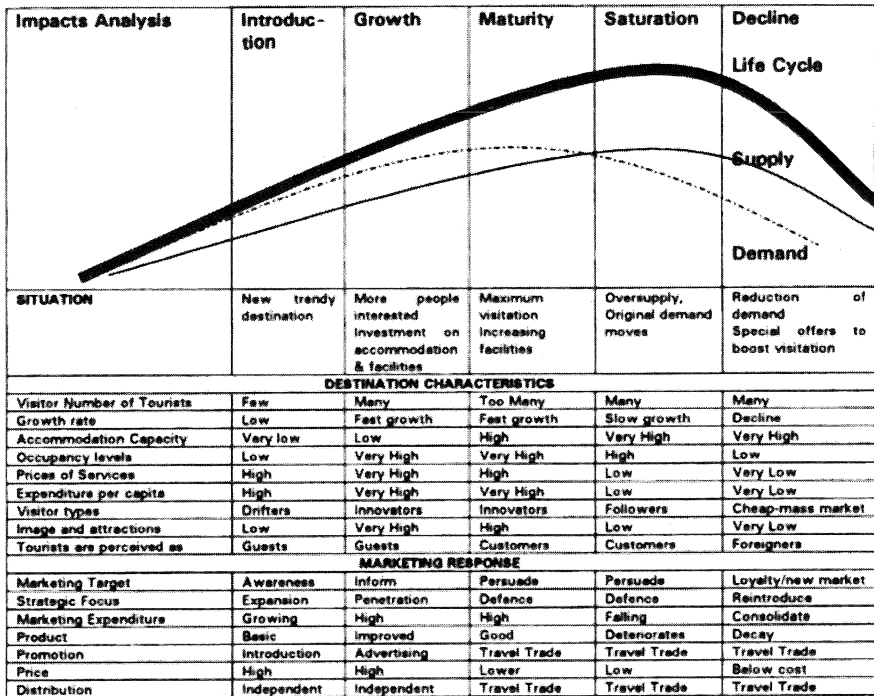 Impacts Analysis Introduc- Growth Maturity Saturation Decline
tion
Life Cycle
Supply
Demand
SITUATION New trendy More people Maximum Oversupply, Reduction of
destination interested visitation Original demand demand
Investment on Increasing moves Special offers to
accommodation facilities boost visitation
& facilities
DESTINATION CHARACTERISTICS
Visitor Number of Tourists Few Many Too Many Many Many
Growth rate Low Fast growth Fast growth Slow growth Decline
Accommodation Capacity Very low Low High Very High Very High
Occupancy levels Low Very High Very High High Low
Prices of Services High Very High High Low Very Low
Expenditure per capita High Very High Very High Low Very Low
Visitor types Drifters Innovators Innovators Followers Cheap-mass market
Image and attractions Low Very High High Low Very Low
Tourists are perceived as Guests Guests Customers Customers Foreigners
MARKETING RESPONSE
Marketing Target Awareness Inform Persuade Persuade Loyalty/new market
Strategic Focus Expansion Penetration Defence Defence Reintroduce
Marketing Expenditure Growing High High Falling Consolidate
Product Basic Improved Good Deteriorates Decay
Promotion Introduction Advertising Travel Trade Travel Trade Travel Trade
Price High High Lower Low Below cost
Distribution Independent Independent Travel Trade Travel Trade Travel Trade